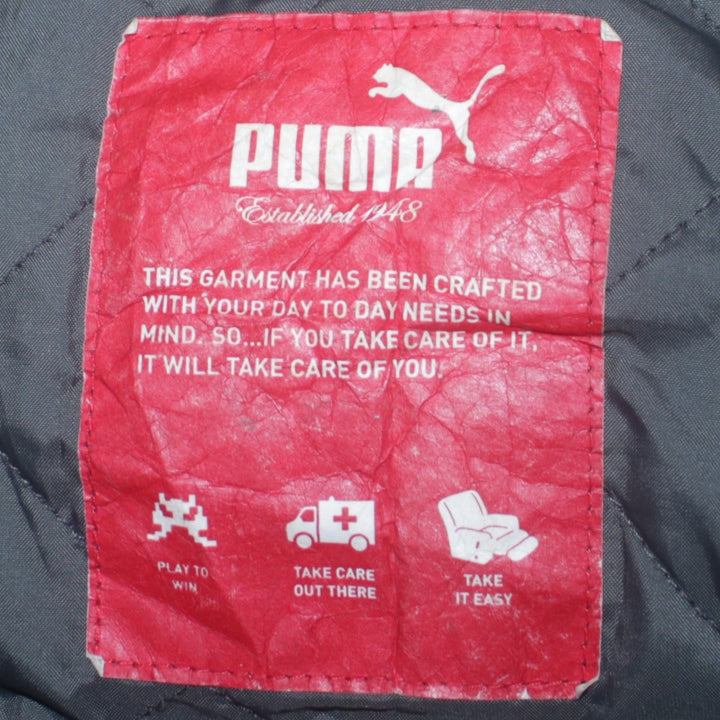 PUMA
Established 1948
THIS GARMENT HAS BEEN CRAFTED
WITH YOUR DAY TO DAY NEEDS IN
MIND. SO...IF YOU TAKE CARE OF IT,
IT WILL TAKE CARE OF YOU.
PLAY TO
WIN
TAKE CARE
OUT THERE
TAKE
IT EASY